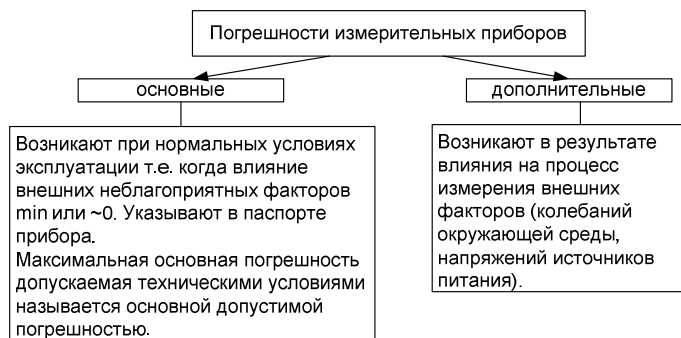 Погрешности измерительных приборов
основные
дополнительные
Возникают при нормальных условиях
эксплуатации т.е. когда влияние
внешних неблагоприятных факторов
min или ~0. Указывают в паспорте
прибора.
Максимальная основная погрешность
допускаемая техническими условиями
называется основной допустимой
погрешностью.
Возникают в результате
влияния на процесс
измерения внешних
факторов (колебаний
окружающей среды,
напряжений источников
питания).